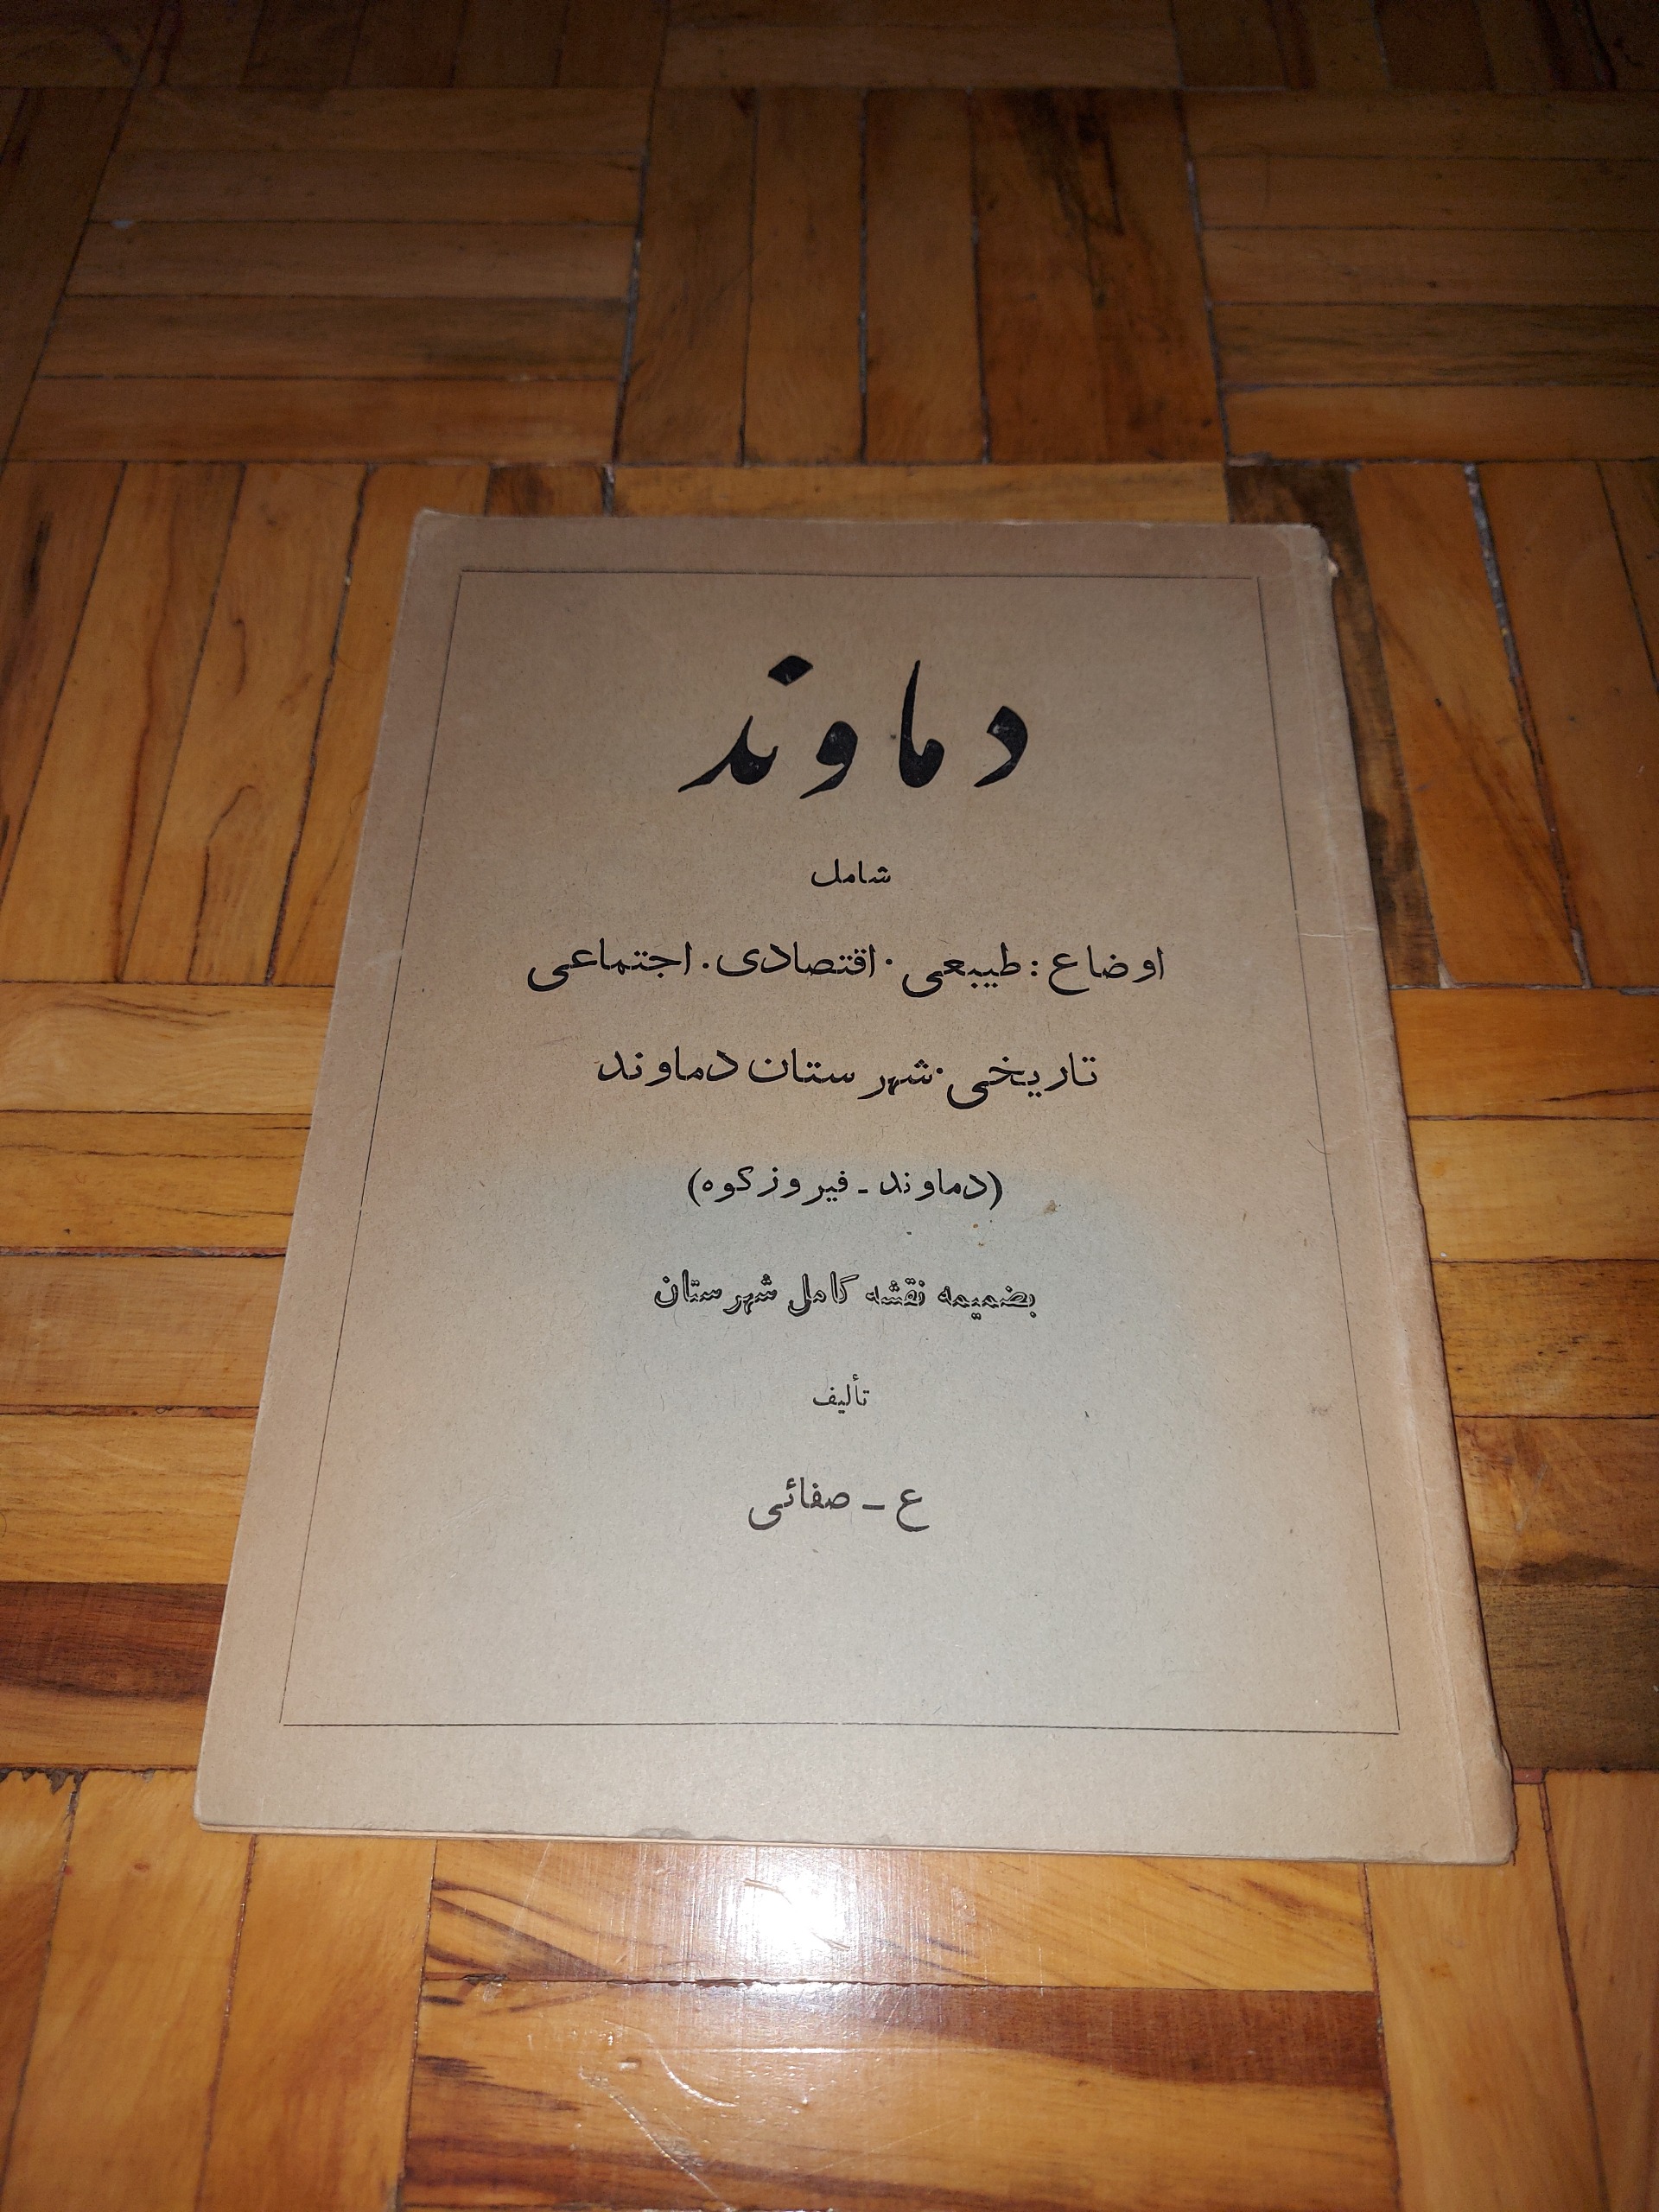 دماوند
شامل
اوضاع : طبیعی . اقتصادی . اجتماعی
تاریخی . شهرستان دماوند
(دماوند - فیروزکوه)
بضمیمه نقشه کامل شهرستان
تألیف
ع - صفائی